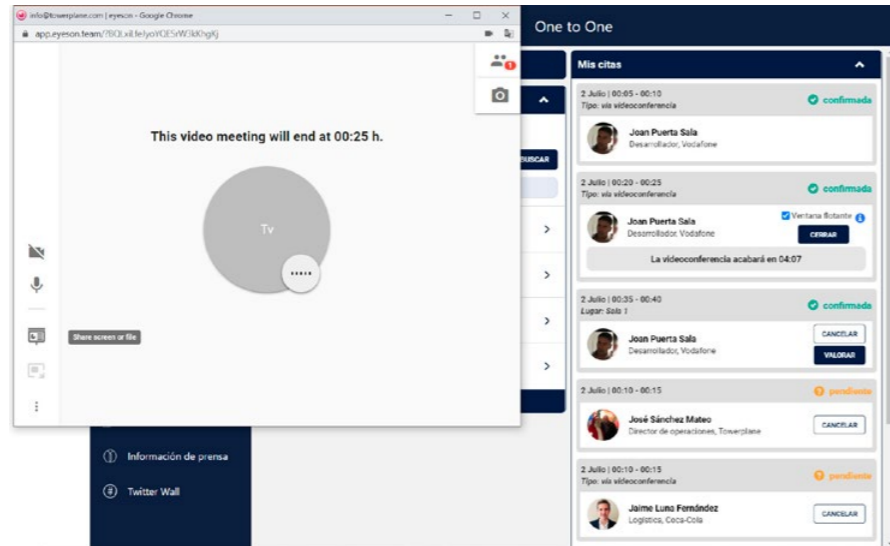 info@towerplane.com | eyeson - Google Chrome
This video meeting will end at 00:25 h.
Tv
Share screen or file
1
Información de prensa
Twitter Wall
One to One
BUSCAR
Mis citas
2 Julio | 00:05 - 00:10
Tipo: vía videoconferencia
confirmada
Joan Puerta Sala
Desarrollador, Vodafone
2 Julio | 00:20 - 00:25
Tipo: vía videoconferencia
confirmada
Joan Puerta Sala
Desarrollador, Vodafone
Ventana flotante
CERRAR
La videoconferencia acabará en 04:07
2 Julio | 00:35 - 00:40
Lugar: Sala 1
confirmada
Joan Puerta Sala
Desarrollador, Vodafone
CANCELAR
VALORAR
2 Julio | 00:10 - 00:15
pendiente
José Sánchez Mateo
Director de operaciones, Towerplane
CANCELAR
2 Julio | 00:10 - 00:15
Tipo: vía videoconferencia
pendiente
Jaime Luna Fernández
Logística, Coca-Cola
CANCELAR